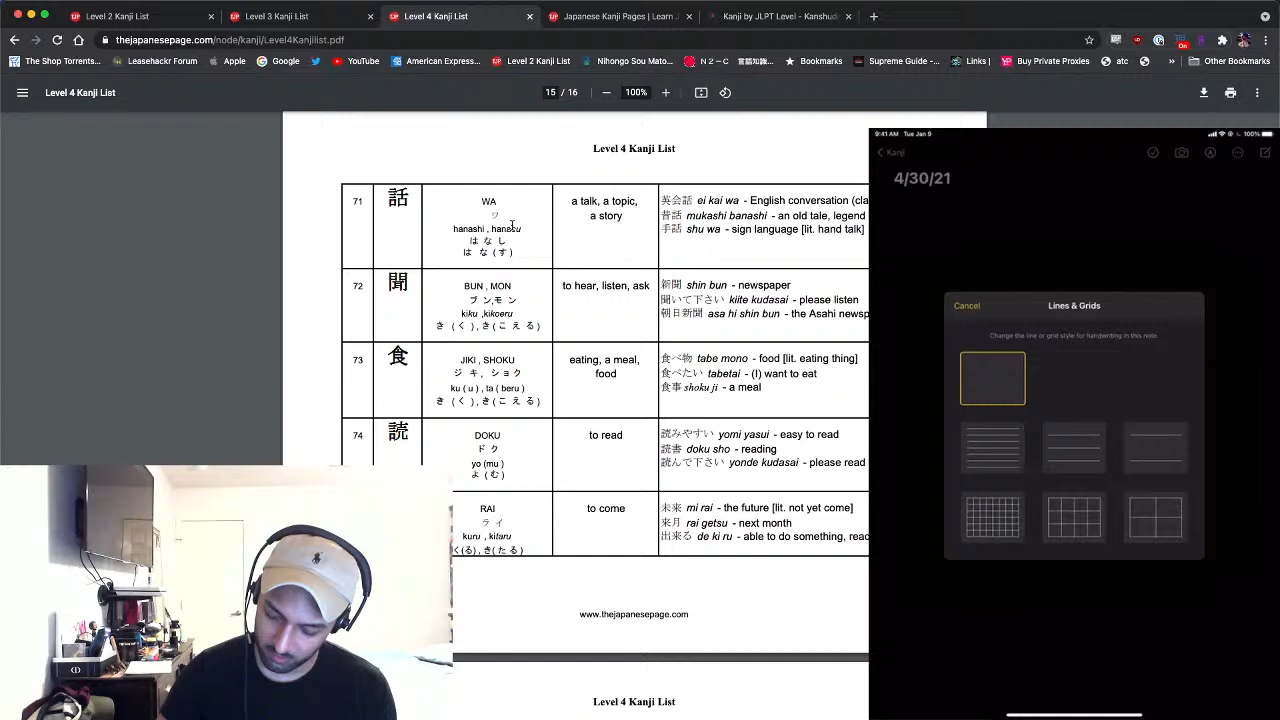 Level 2 Kanji List
Level 3 Kanji List
Level 4 Kanji List
Japanese Kanji Pages | Learn J
Kanji by JLPT Level - Kanshudo
thejapanesepage.com/node/kanji/Level4Kanjilist.pdf
The Shop Torrents...
Leasehackr Forum
Apple
Google
YouTube
American Express...
Level 2 Kanji List
Nihongo Sou Mato...
N2-C
言語知識...
Bookmarks
Supreme Guide -...
Links |
Buy Private Proxies
atc
etc
»
Other Bookmarks
Level 4 Kanji List
15 / 16
100%
Level 4 Kanji List
71
話
WA
ワ
hanashi , hanasu
は な し
は な ( す )
a talk, a topic,
a story
英会話 ei kai wa - English conversation (cla
昔話 mukashi banashi - an old tale, legend
手話 shu wa - sign language [lit. hand talk]
72
聞
BUN , MON
ブ ン,モ ン
kiku ,kikoeru
き ( く ) ,き ( こ え る )
to hear, listen, ask
新聞 shin bun - newspaper
聞いて下さい kiite kudasai - please listen
朝日新聞 asa hi shin bun - the Asahi newsp
73
食
JIKI , SHOKU
ジ キ , シ ョ ク
ku ( u ) , ta ( beru )
き ( く ) ,き ( こ え る )
eating, a meal,
food
食べ物 tabe mono - food [lit. eating thing]
食べたい tabetai - (I) want to eat
食事 shoku ji - a meal
74
読
DOKU
ド ク
yo (mu )
よ ( む )
to read
読みやすい yomi yasui - easy to read
読書 doku sho - reading
読んで下さい yonde kudasai - please read
RAI
ラ イ
kuru , kitaru
く(る) , き( た る )
to come
未来 mi rai - the future [lit. not yet come]
来月 rai getsu - next month
出来る de ki ru - able to do something, read
www.thejapanesepage.com
Level 4 Kanji List
9:41 AM Tue Jan 9
100%
Kanji
4/30/21
Cancel
Lines & Grids
Change the line or grid style for handwriting in this note.